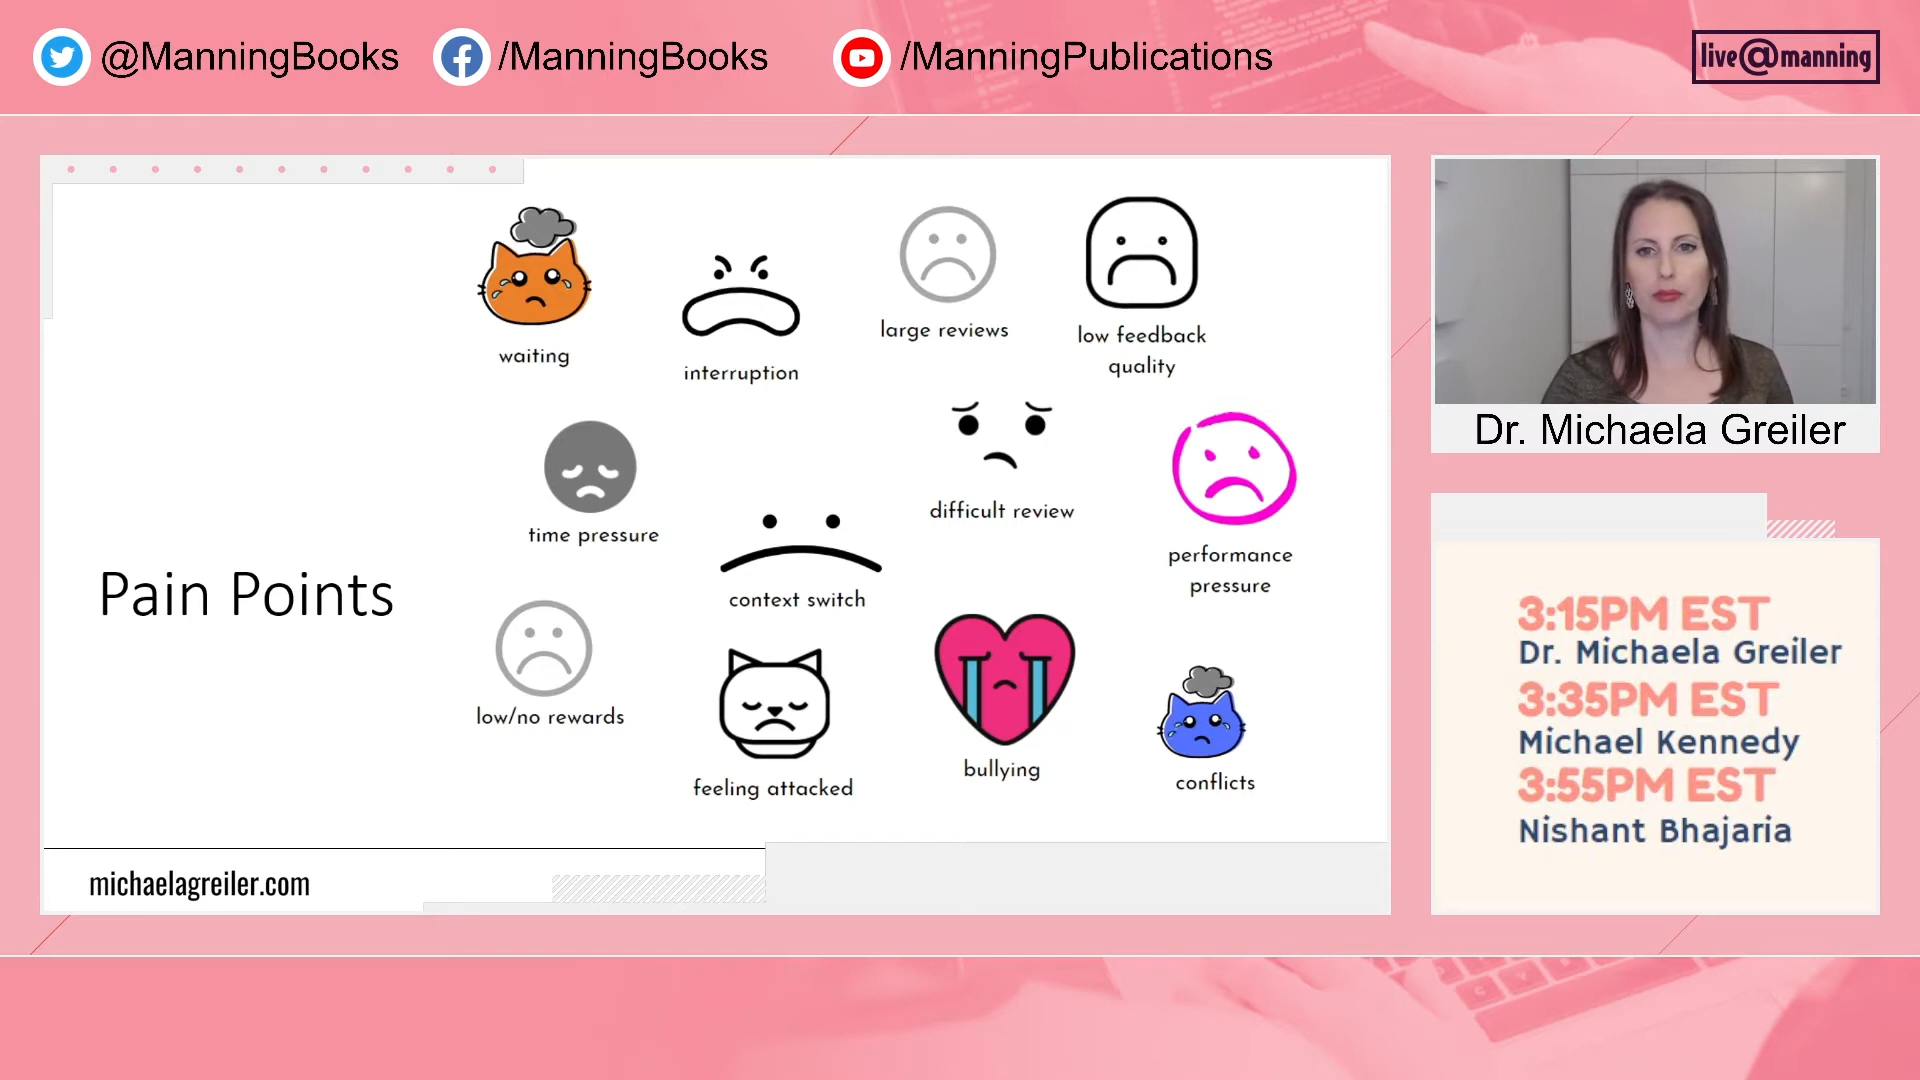 @ManningBooks
/ManningBooks
/ManningPublications
live@manning
waiting
interruption
large reviews
low feedback
quality
time pressure
context switch
difficult review
performance
pressure
Pain Points
low/no rewards
feeling attacked
bullying
conflicts
michaelagreiler.com
Dr. Michaela Greiler
3:15PM EST
Dr. Michaela Greiler
3:35PM EST
Michael Kennedy
3:55PM EST
Nishant Bhajaria